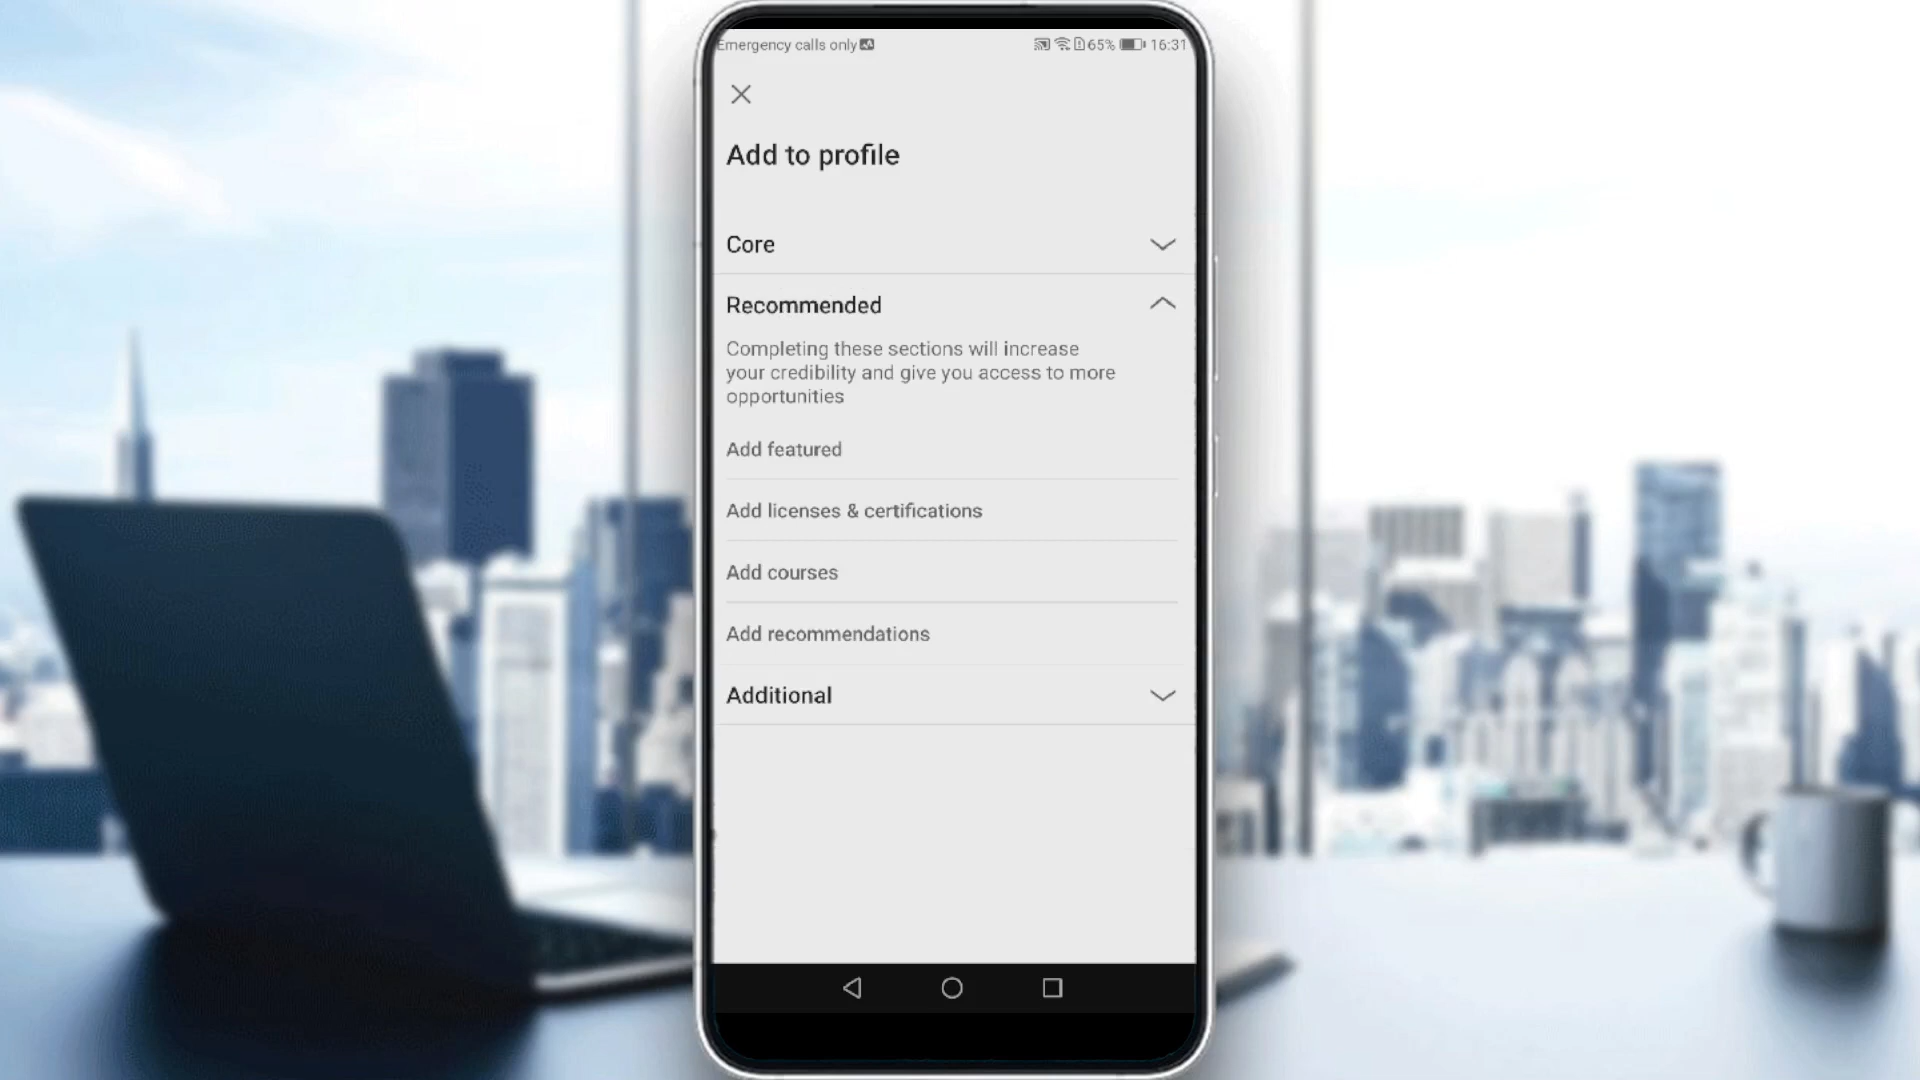 Emergency calls only
65% 16:31
Add to profile
Core
Recommended
Completing these sections will increase
your credibility and give you access to more
opportunities
Add featured
Add licenses & certifications
Add courses
Add recommendations
Additional